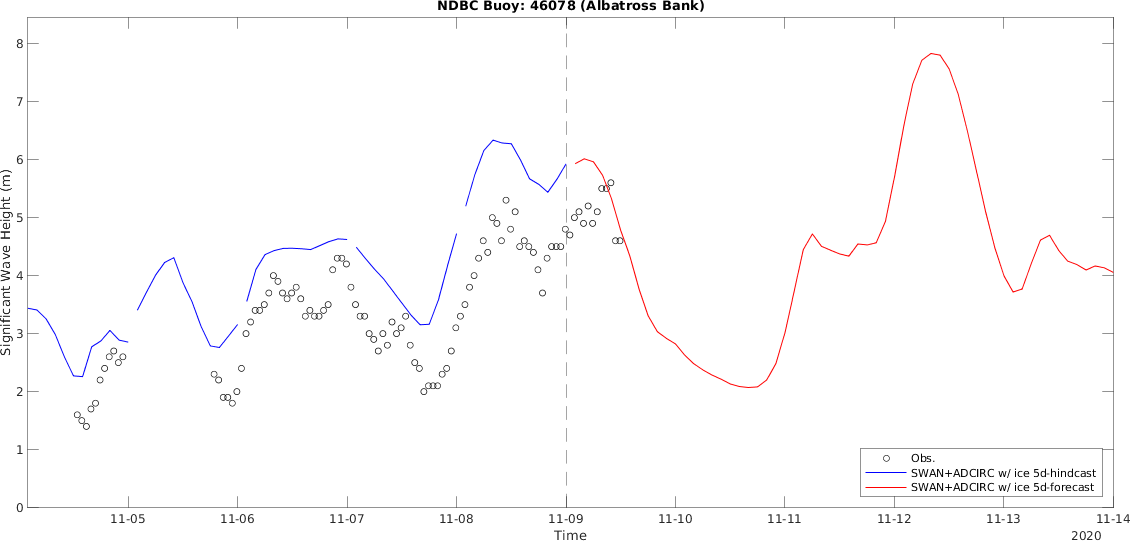 NDBC Buoy: 46078 (Albatross Bank)
Significant Wave Height (m)
8
7
6
5
4
3
2
1
0
Obs.
SWAN+ADCIRC w/ ice 5d-hindcast
SWAN+ADCIRC w/ ice 5d-forecast
11-05 11-06 11-07 11-08 11-09 11-10 11-11 11-12 11-13 11-14
Time
2020